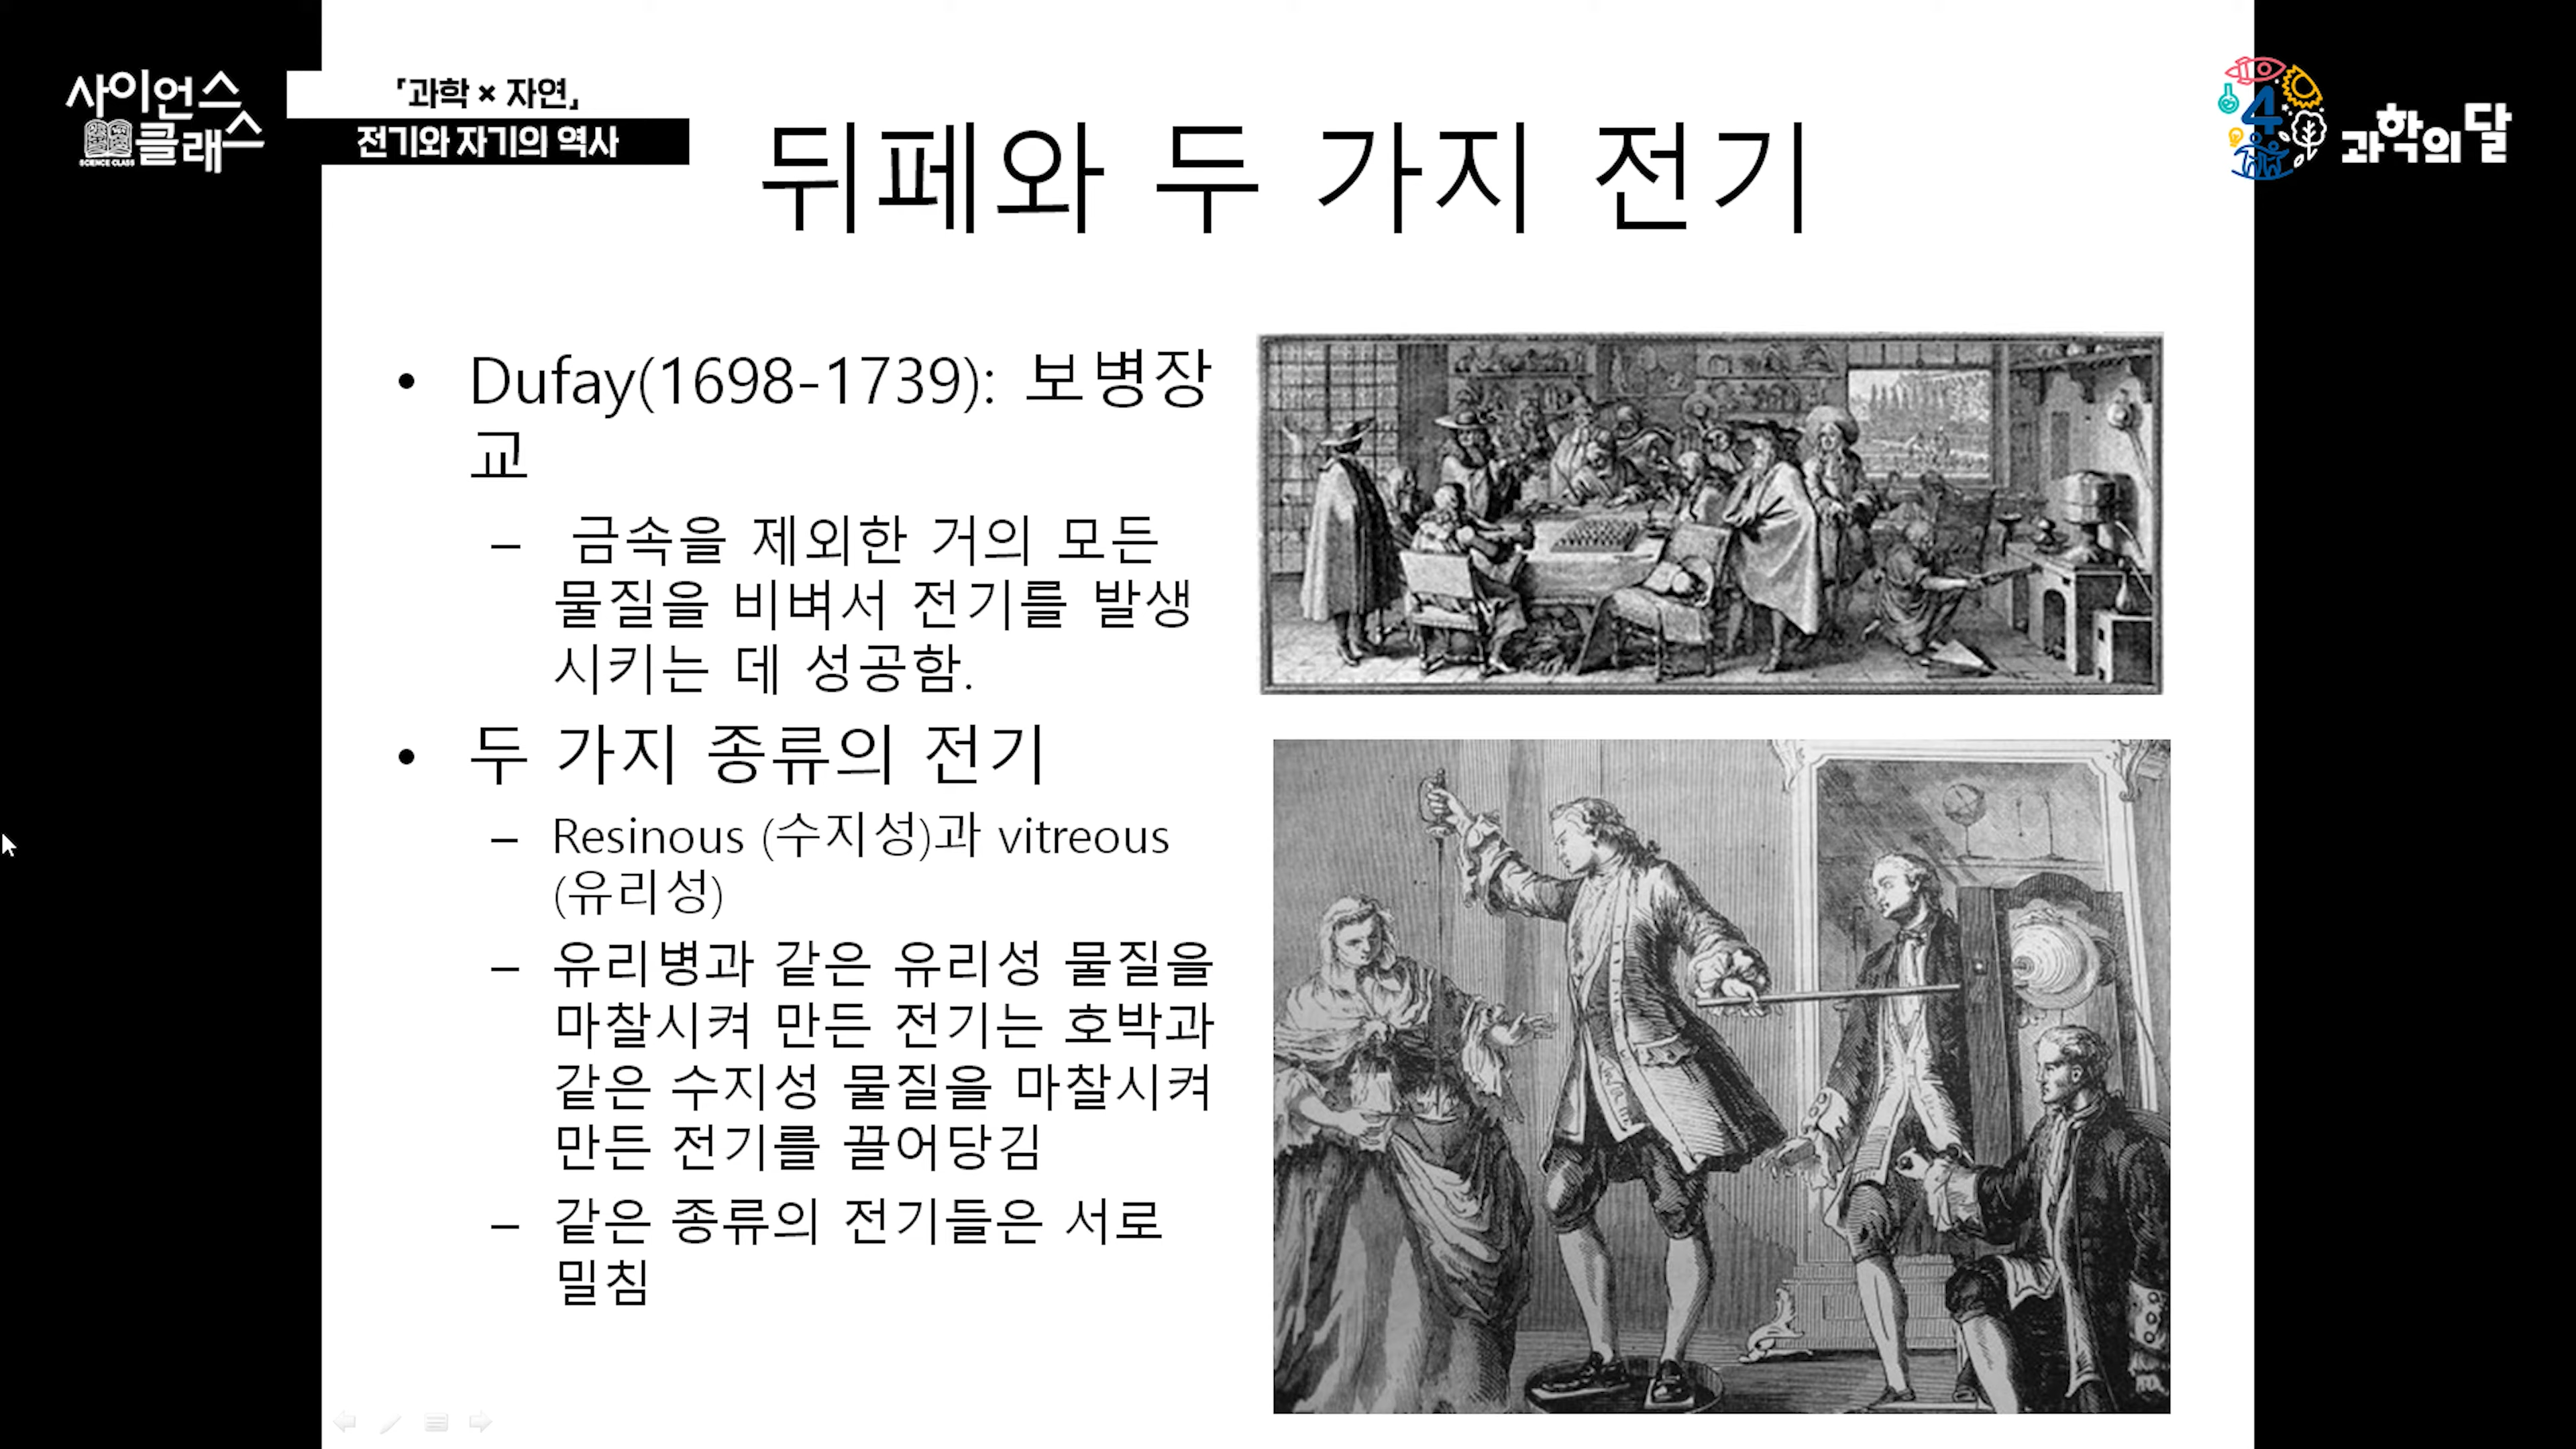 사이언스
클래스
SCIENCE CLASS
「과학 × 자연」
전기와 자기의 역사
4
과학의 달
뒤페와 두 가지 전기
• Dufay(1698-1739): 보병장
교
– 금속을 제외한 거의 모든
물질을 비벼서 전기를 발생
시키는 데 성공함.
• 두 가지 종류의 전기
– Resinous (수지성)과 vitreous
(유리성)
– 유리병과 같은 유리성 물질을
마찰시켜 만든 전기는 호박과
같은 수지성 물질을 마찰시켜
만든 전기를 끌어당김
– 같은 종류의 전기들은 서로
밀침